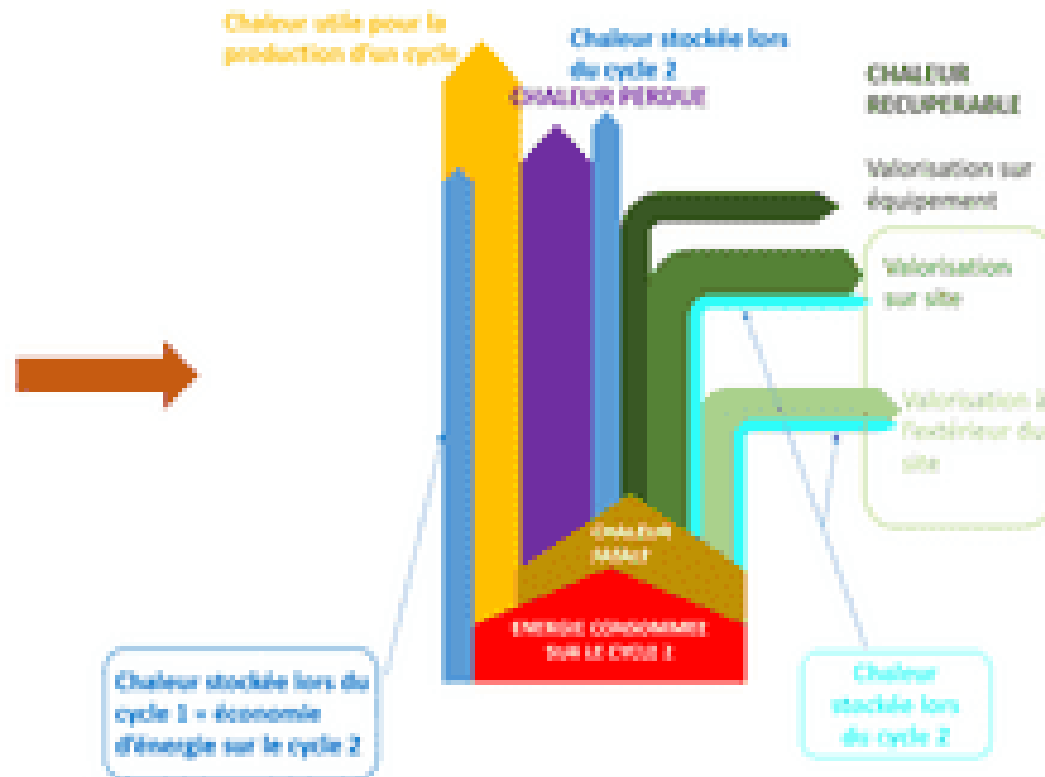 Chaleur utile pour la
production d'un cycle
Chaleur stockée lors
du cycle 2
CHALEUR PERDUE
CHALEUR
RECUPERABLE
Valorisation sur
équipement
Valorisation
sur site
Valorisation à
l'extérieur du
site
CHALEUR
FATALE
ENERGIE CONSOMMEE
SUR LE CYCLE 2
Chaleur stockée lors du
cycle 1 = économie
d'énergie sur le cycle 2
Chaleur
stockée lors
du cycle 2